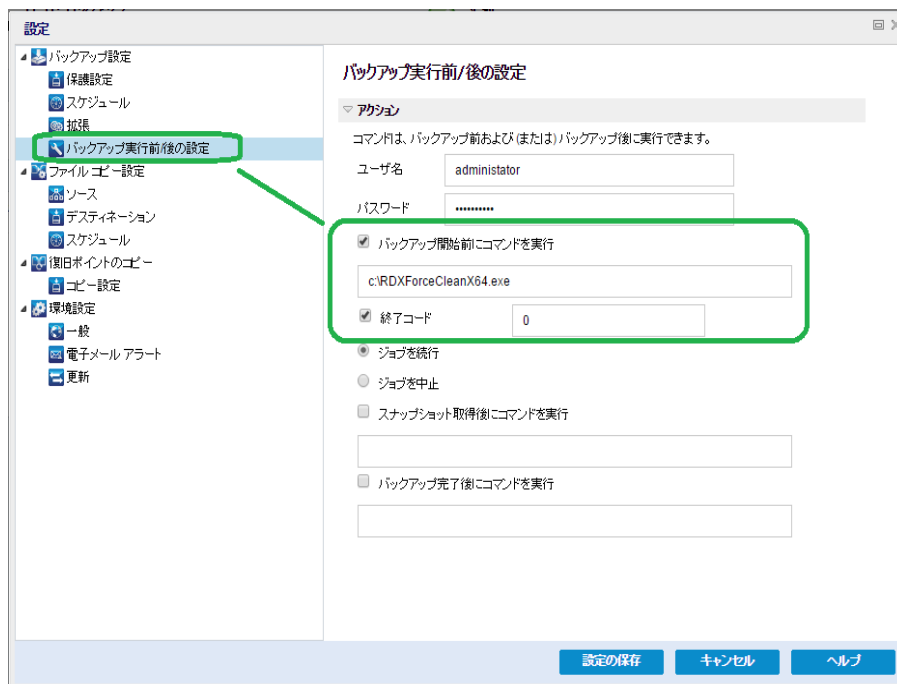 設定
バックアップ設定
保護設定
スケジュール
拡張
バックアップ実行前/後の設定
ファイル コピー設定
ソース
デスティネーション
スケジュール
復旧ポイントのコピー
コピー設定
環境設定
一般
電子メール アラート
更新
バックアップ実行前/後の設定
アクション
コマンドは、バックアップ前および(または)バックアップ後に実行できます。
ユーザ名 administator
パスワード ••••••••••
バックアップ開始前にコマンドを実行
c:\RDXForceCleanX64.exe
終了コード 0
ジョブを続行
ジョブを中止
スナップショット取得後にコマンドを実行
バックアップ完了後にコマンドを実行
設定の保存 キャンセル ヘルプ